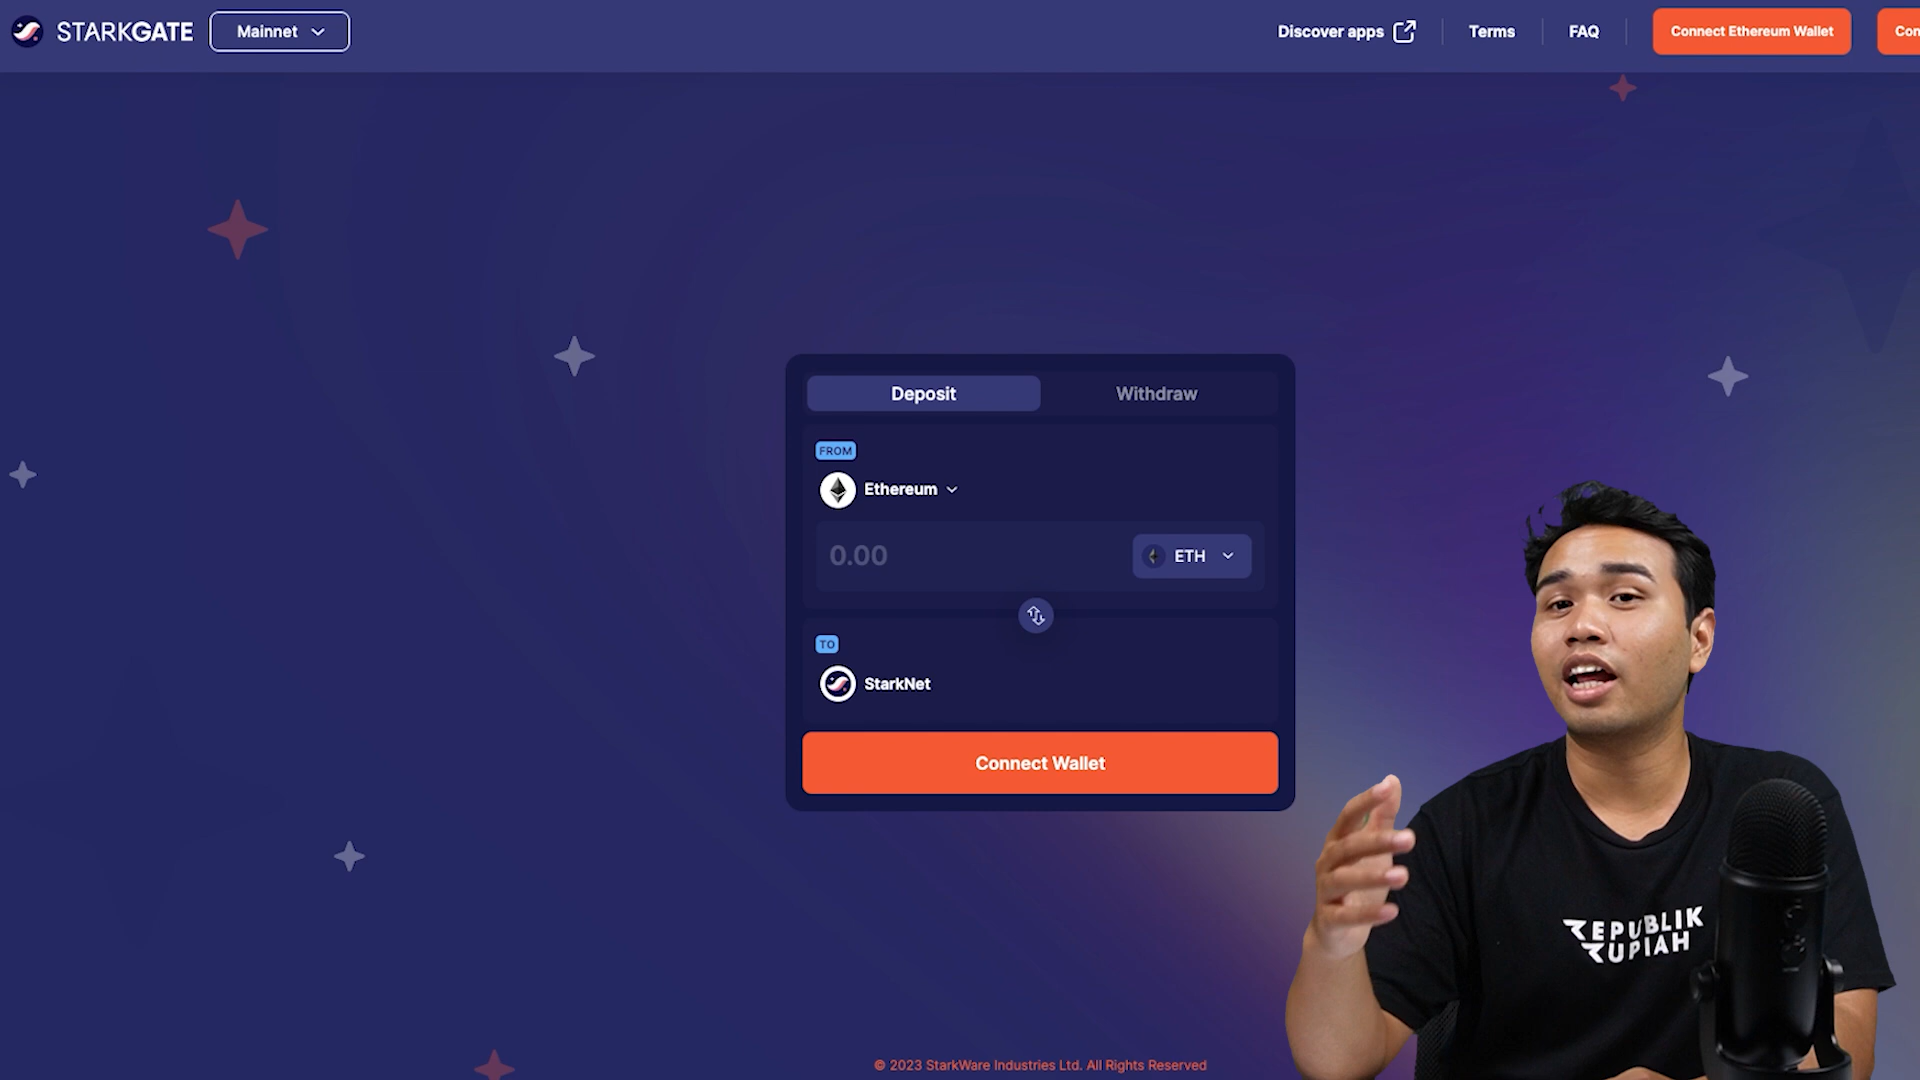 STARKGATE
Mainnet
Discover apps
Terms
FAQ
Connect Ethereum Wallet
Con
Deposit
Withdraw
FROM
Ethereum
0.00
ETH
TO
StarkNet
Connect Wallet
REPUBLIK
RUPIAH
© 2023 StarkWare Industries Ltd. All Rights Reserved